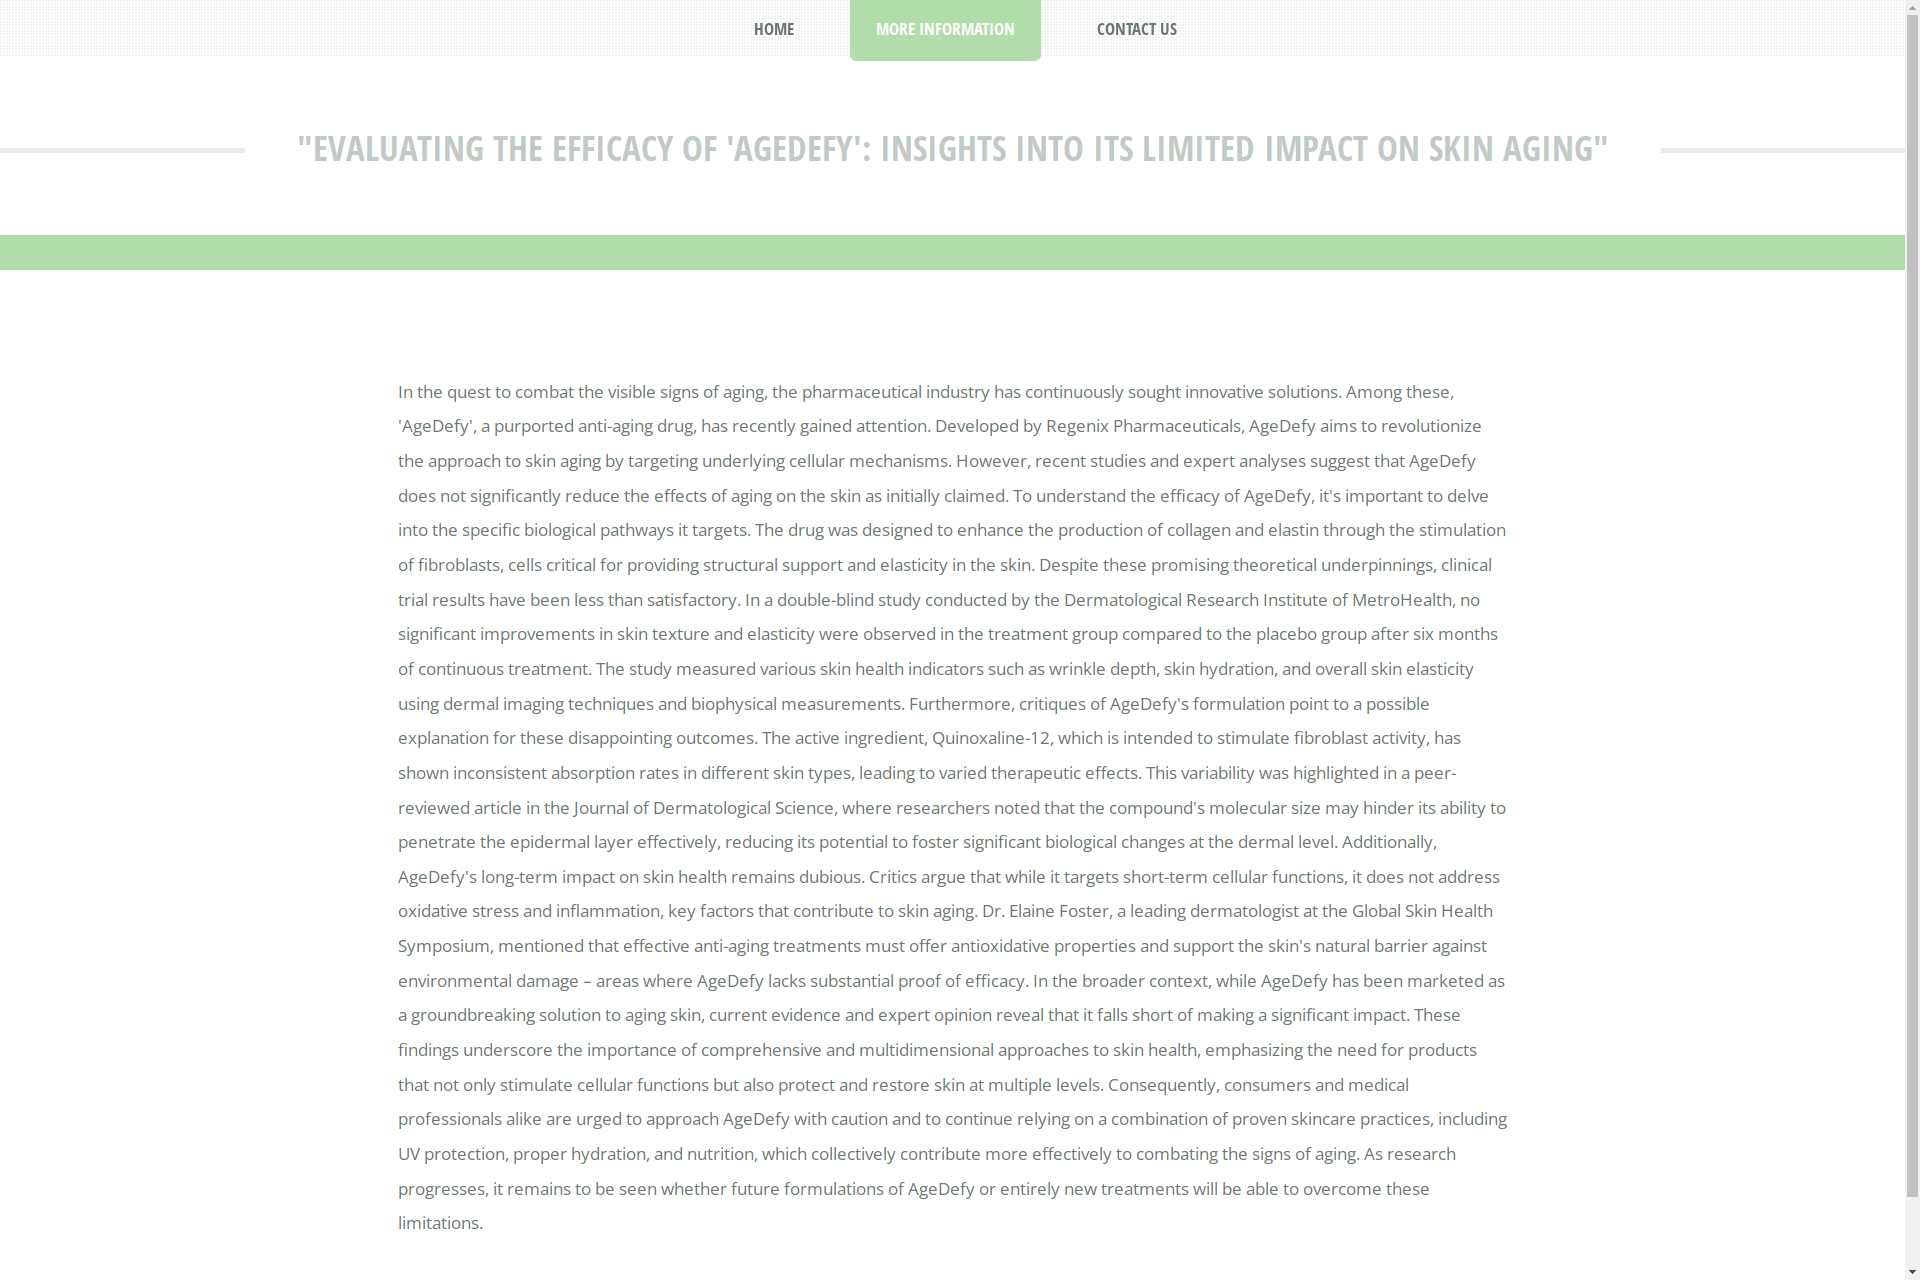 HOME
MORE INFORMATION
CONTACT US
"EVALUATING THE EFFICACY OF 'AGEDEFY': INSIGHTS INTO ITS LIMITED IMPACT ON SKIN AGING"
In the quest to combat the visible signs of aging, the pharmaceutical industry has continuously sought innovative solutions. Among these,
'AgeDefy', a purported anti-aging drug, has recently gained attention. Developed by Regenix Pharmaceuticals, AgeDefy aims to revolutionize
the approach to skin aging by targeting underlying cellular mechanisms. However, recent studies and expert analyses suggest that AgeDefy
does not significantly reduce the effects of aging on the skin as initially claimed. To understand the efficacy of AgeDefy, it's important to delve
into the specific biological pathways it targets. The drug was designed to enhance the production of collagen and elastin through the stimulation
of fibroblasts, cells critical for providing structural support and elasticity in the skin. Despite these promising theoretical underpinnings, clinical
trial results have been less than satisfactory. In a double-blind study conducted by the Dermatological Research Institute of MetroHealth, no
significant improvements in skin texture and elasticity were observed in the treatment group compared to the placebo group after six months
of continuous treatment. The study measured various skin health indicators such as wrinkle depth, skin hydration, and overall skin elasticity
using dermal imaging techniques and biophysical measurements. Furthermore, critiques of AgeDefy's formulation point to a possible
explanation for these disappointing outcomes. The active ingredient, Quinoxaline-12, which is intended to stimulate fibroblast activity, has
shown inconsistent absorption rates in different skin types, leading to varied therapeutic effects. This variability was highlighted in a peer-
reviewed article in the Journal of Dermatological Science, where researchers noted that the compound's molecular size may hinder its ability to
penetrate the epidermal layer effectively, reducing its potential to foster significant biological changes at the dermal level. Additionally,
AgeDefy's long-term impact on skin health remains dubious. Critics argue that while it targets short-term cellular functions, it does not address
oxidative stress and inflammation, key factors that contribute to skin aging. Dr. Elaine Foster, a leading dermatologist at the Global Skin Health
Symposium, mentioned that effective anti-aging treatments must offer antioxidative properties and support the skin's natural barrier against
environmental damage – areas where AgeDefy lacks substantial proof of efficacy. In the broader context, while AgeDefy has been marketed as
a groundbreaking solution to aging skin, current evidence and expert opinion reveal that it falls short of making a significant impact. These
findings underscore the importance of comprehensive and multidimensional approaches to skin health, emphasizing the need for products
that not only stimulate cellular functions but also protect and restore skin at multiple levels. Consequently, consumers and medical
professionals alike are urged to approach AgeDefy with caution and to continue relying on a combination of proven skincare practices, including
UV protection, proper hydration, and nutrition, which collectively contribute more effectively to combating the signs of aging. As research
progresses, it remains to be seen whether future formulations of AgeDefy or entirely new treatments will be able to overcome these
limitations.